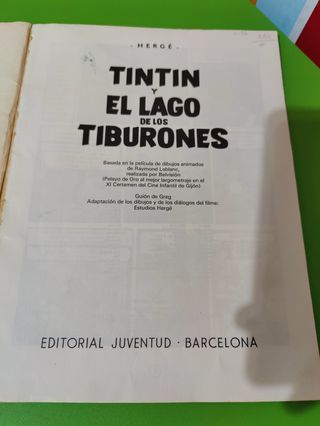 · HERGÉ ·
TINTIN
Y
EL LAGO
DE LOS
TIBURONES
Basada en la película de dibujos animados
de Raymond Leblanc,
realizada por Belvisión
(Pelayo de Oro al mejor largometraje en el
XI Certamen del Cine Infantil de Gijón)
Guión de Greg
Adaptación de los dibujos y de los diálogos del filme:
Estudios Hergé
EDITORIAL JUVENTUD · BARCELONA